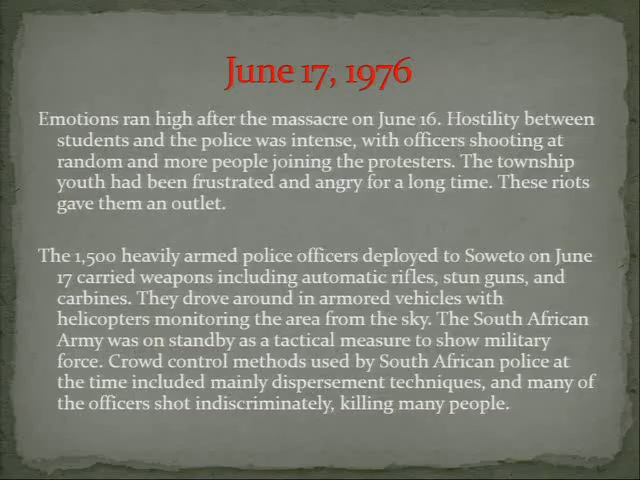 June 17, 1976
Emotions ran high after the massacre on June 16. Hostility between
students and the police was intense, with officers shooting at
random and more people joining the protesters. The township
youth had been frustrated and angry for a long time. These riots
gave them an outlet.
The 1,500 heavily armed police officers deployed to Soweto on June
17 carried weapons including automatic rifles, stun guns, and
carbines. They drove around in armored vehicles with
helicopters monitoring the area from the sky. The South African
Army was on standby as a tactical measure to show military
force. Crowd control methods used by South African police at
the time included mainly dispersement techniques, and many of
the officers shot indiscriminately, killing many people.